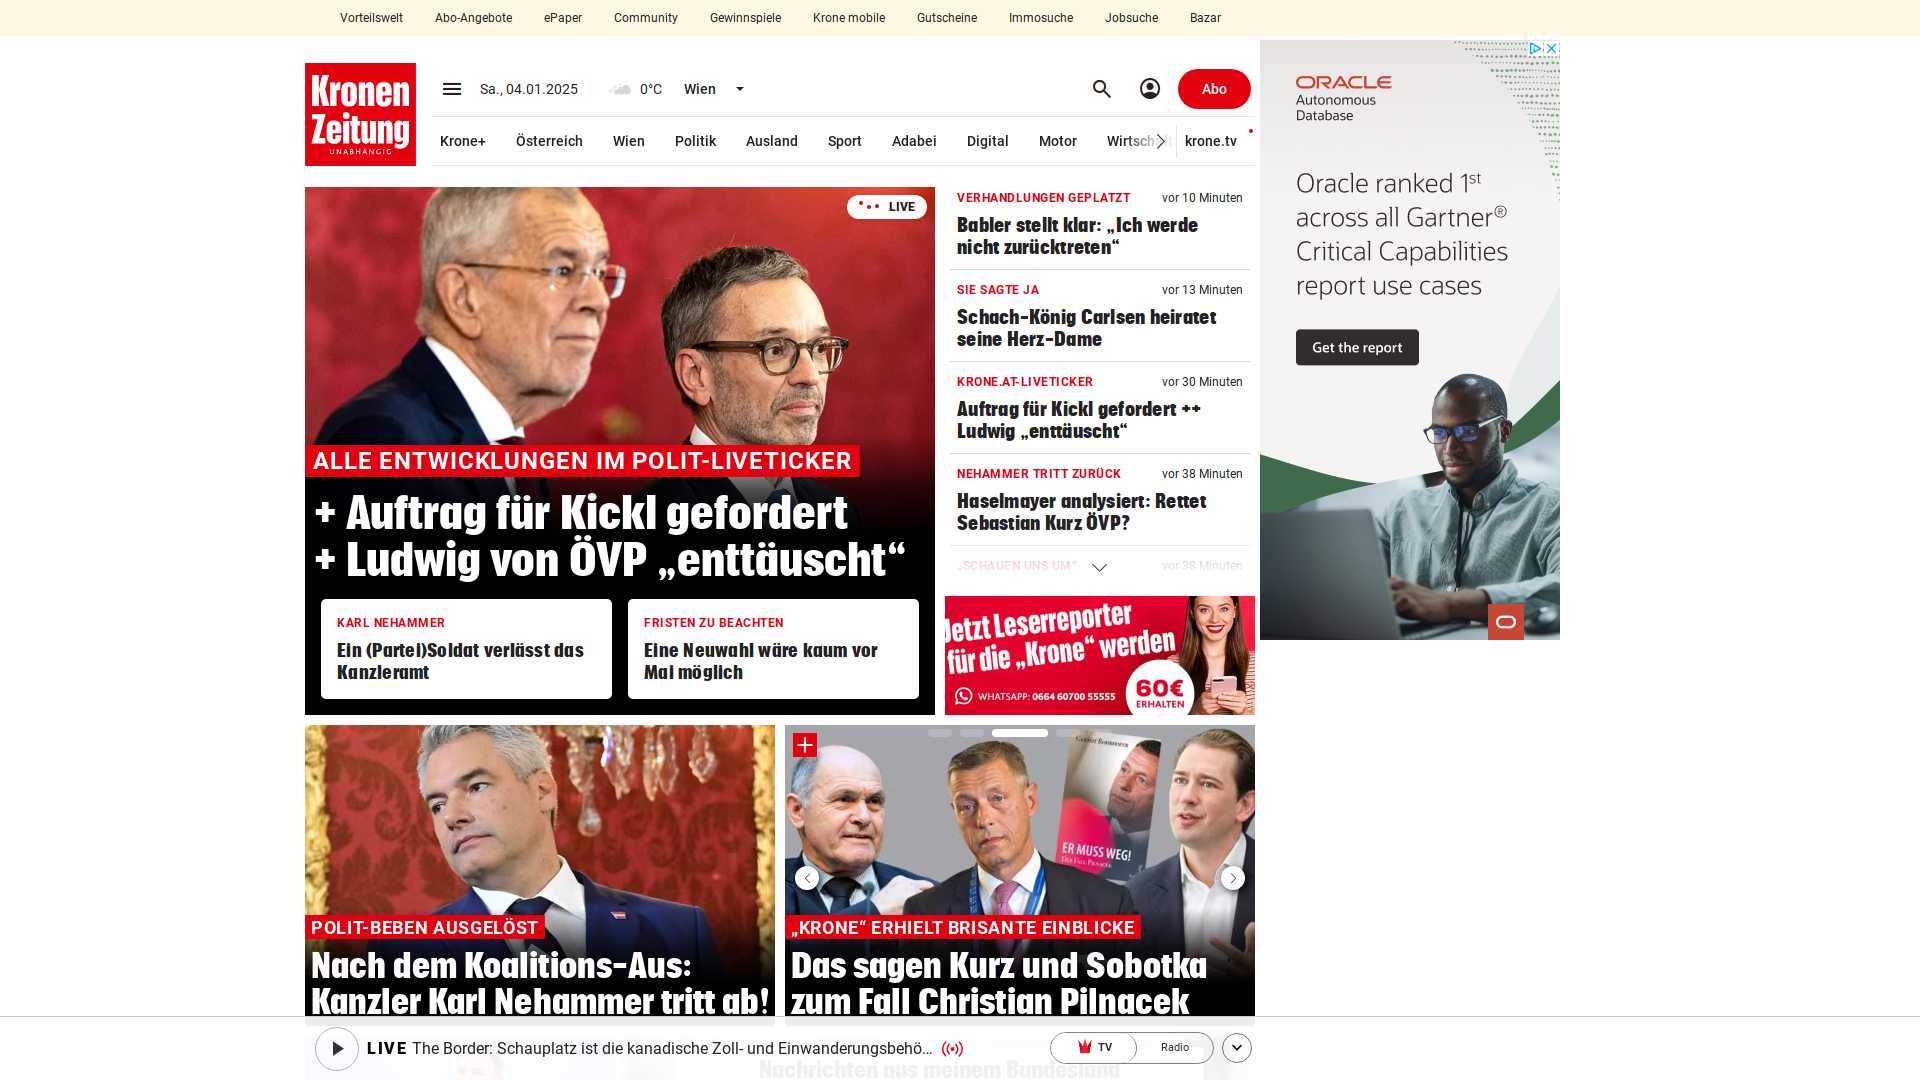 Vorteilswelt Abo-Angebote ePaper Community Gewinnspiele Krone mobile Gutscheine Immosuche Jobsuche Bazar
Kronen
Zeitung
UNABHÄNGIG
Sa., 04.01.2025 0°C Wien
Abo
Krone+ Österreich Wien Politik Ausland Sport Adabei Digital Motor Wirtschaft krone.tv
LIVE
ALLE ENTWICKLUNGEN IM POLIT-LIVETICKER
+ Auftrag für Kickl gefordert
+ Ludwig von ÖVP „enttäuscht“
KARL NEHAMMER
Ein (Partei)Soldat verlässt das
Kanzleramt
FRISTEN ZU BEACHTEN
Eine Neuwahl wäre kaum vor
Mai möglich
VERHANDLUNGEN GEPLATZT vor 10 Minuten
Babler stellt klar: „Ich werde
nicht zurücktreten“
SIE SAGTE JA vor 13 Minuten
Schach-König Carlsen heiratet
seine Herz-Dame
KRONE.AT-LIVETICKER vor 30 Minuten
Auftrag für Kickl gefordert ++
Ludwig „enttäuscht“
NEHAMMER TRITT ZURÜCK vor 38 Minuten
Haselmayer analysiert: Rettet
Sebastian Kurz ÖVP?
„SCHAUEN UNS UM“ vor 38 Minuten
Jetzt Leserreporter
für die „Krone“ werden
WHATSAPP: 0664 60700 55555
60€
ERHALTEN
ORACLE
Autonomous
Database
Oracle ranked 1st
across all Gartner®
Critical Capabilities
report use cases
Get the report
POLIT-BEBEN AUSGELÖST
Nach dem Koalitions-Aus:
Kanzler Karl Nehammer tritt ab!
ER MUSS WEG!
DER FALL PILNACEK
„KRONE“ ERHIELT BRISANTE EINBLICKE
Das sagen Kurz und Sobotka
zum Fall Christian Pilnacek
LIVE The Border: Schauplatz ist die kanadische Zoll- und Einwanderungsbehö...
TV Radio
Nachrichten aus meinem Bundesland